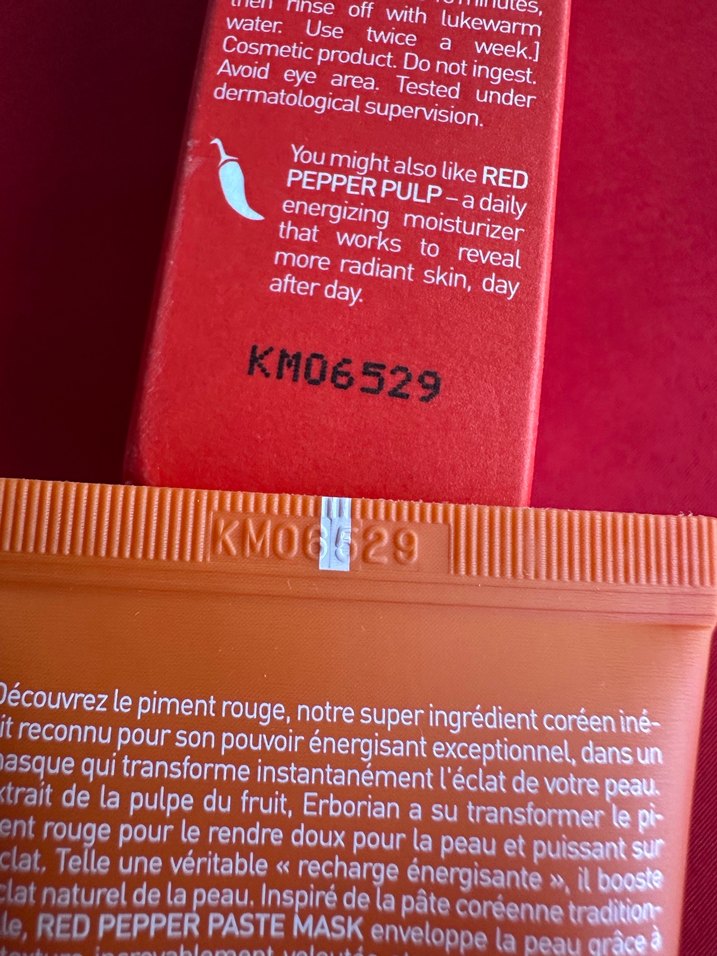 minutes,
then rinse off with lukewarm
water. Use twice a week.]
Cosmetic product. Do not ingest.
Avoid eye area. Tested under
dermatological supervision.
You might also like RED
PEPPER PULP – a daily
energizing moisturizer
that works to reveal
more radiant skin, day
after day.
KM06529
KM06529
Découvrez le piment rouge, notre super ingrédient coréen iné-
it reconnu pour son pouvoir énergisant exceptionnel, dans un
masque qui transforme instantanément l'éclat de votre peau.
xtrait de la pulpe du fruit, Erborian a su transformer le pi-
ent rouge pour le rendre doux pour la peau et puissant sur
clat. Telle une véritable « recharge énergisante », il booste
clat naturel de la peau. Inspiré de la pâte coréenne tradition-
lle, RED PEPPER PASTE MASK enveloppe la peau grâce à